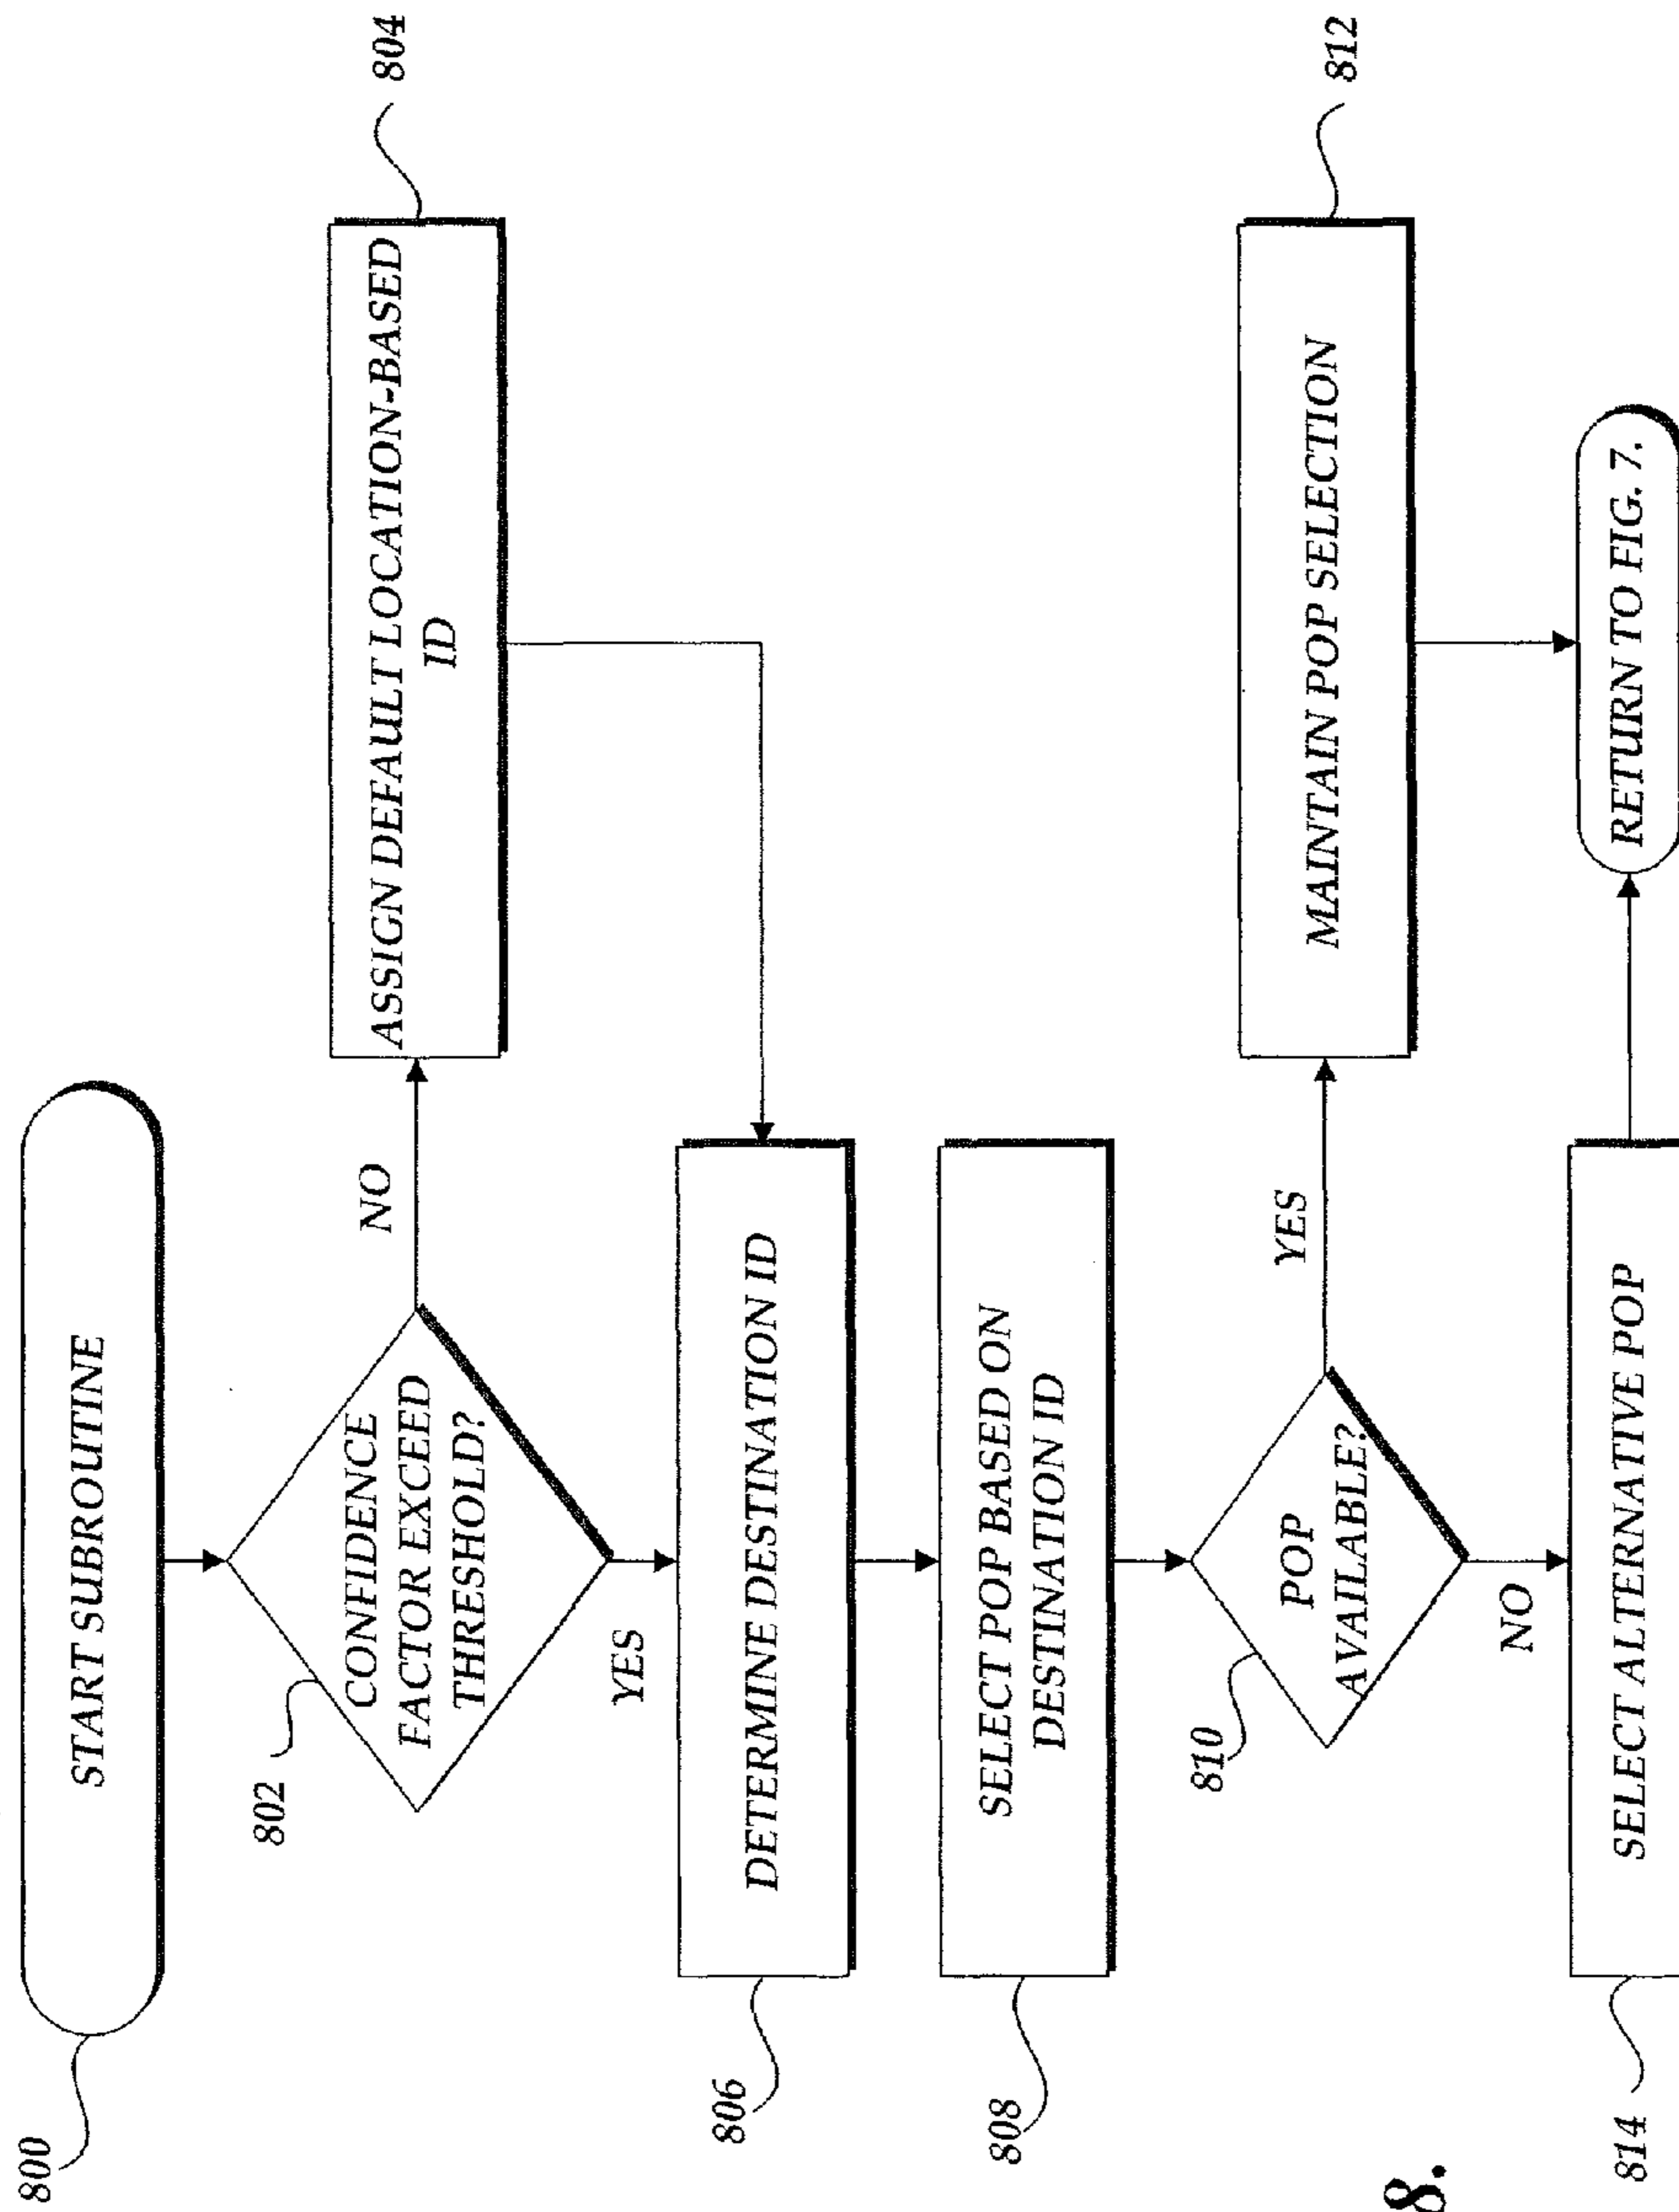 800
START SUBROUTINE
802
CONFIDENCE
FACTOR EXCEED
THRESHOLD?
NO
804
ASSIGN DEFAULT LOCATION-BASED
ID
YES
806
DETERMINE DESTINATION ID
808
SELECT POP BASED ON
DESTINATION ID
810
POP
AVAILABLE?
YES
812
MAINTAIN POP SELECTION
NO
814
SELECT ALTERNATIVE POP
RETURN TO FIG. 7.
8.